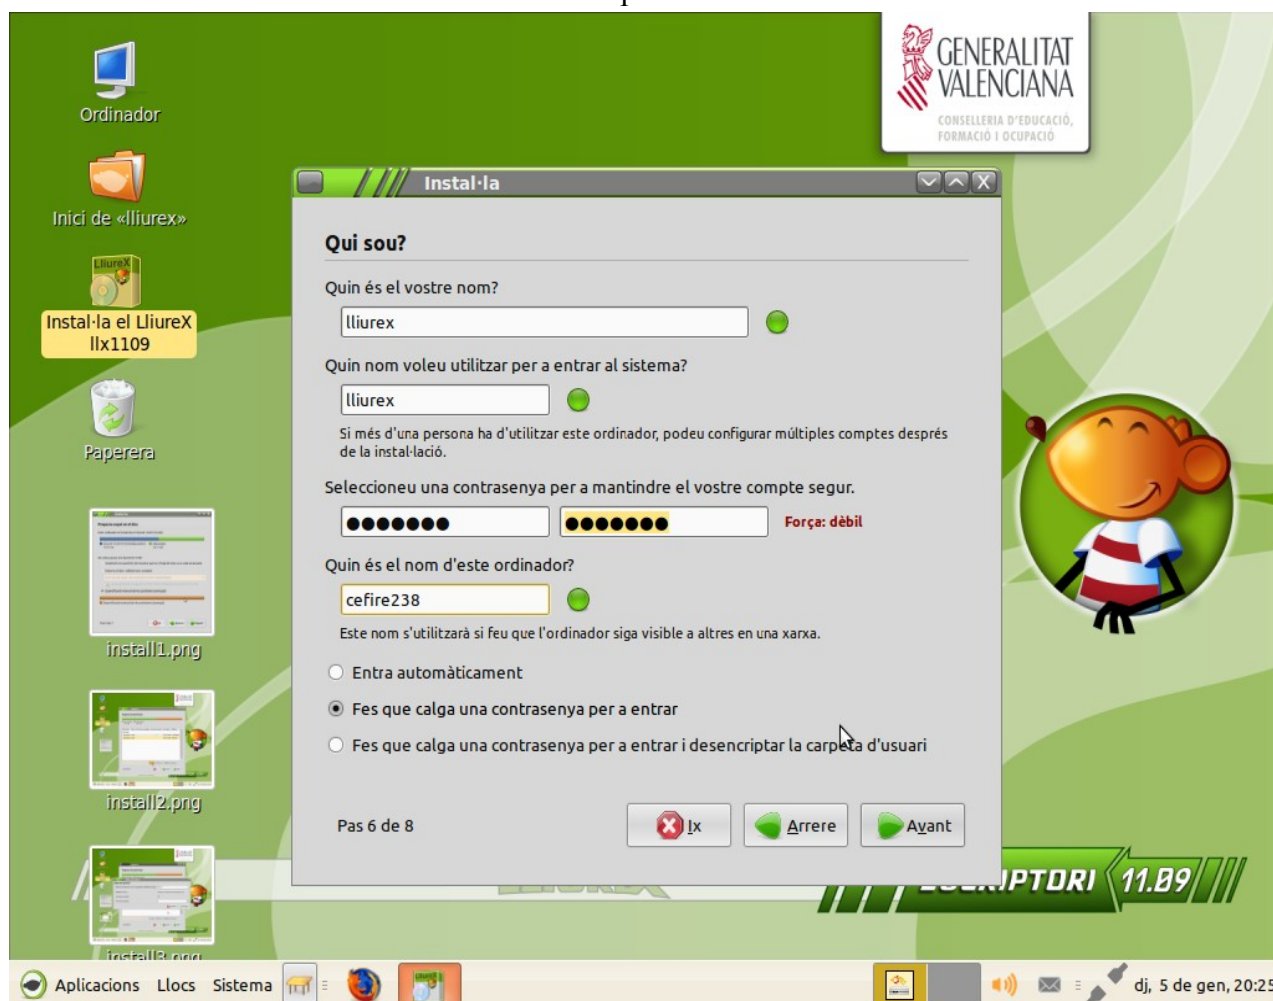 GENERALITAT
VALENCIANA
CONSELLERIA D'EDUCACIÓ,
FORMACIÓ I OCUPACIÓ
Ordinador
Inici de «lliurex»
LliureX
Instal·la el LliureX
llx1109
Paperera
install1.png
install2.png
install3.png
Instal·la
Qui sou?
Quin és el vostre nom?
lliurex
Quin nom voleu utilitzar per a entrar al sistema?
lliurex
Si més d'una persona ha d'utilitzar este ordinador, podeu configurar múltiples comptes després
de la instal·lació.
Seleccioneu una contrasenya per a mantindre el vostre compte segur.
Força: dèbil
Quin és el nom d'este ordinador?
cefire238
Este nom s'utilitzarà si feu que l'ordinador siga visible a altres en una xarxa.
Entra automàticament
Fes que calga una contrasenya per a entrar
Fes que calga una contrasenya per a entrar i desencriptar la carpeta d'usuari
Pas 6 de 8
Ix
Arrere
Avant
11.09
Aplicacions Llocs Sistema
dj, 5 de gen, 20:25